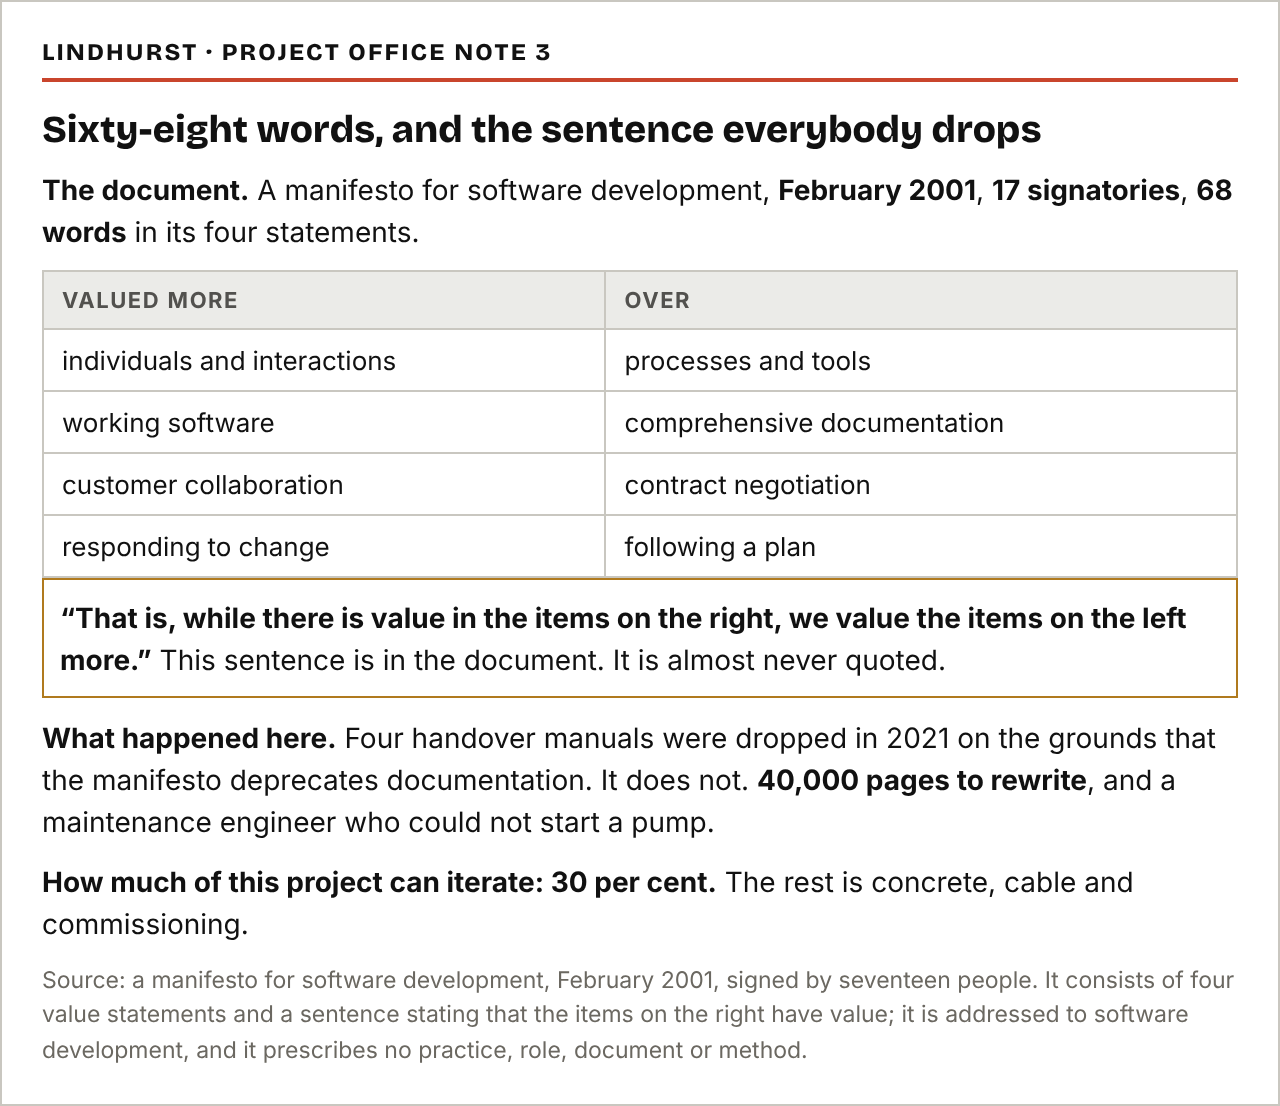 LINDHURST · PROJECT OFFICE NOTE 3
Sixty-eight words, and the sentence everybody drops
The document. A manifesto for software development, February 2001, 17 signatories, 68
words in its four statements.
VALUED MORE OVER
individuals and interactions processes and tools
working software comprehensive documentation
customer collaboration contract negotiation
responding to change following a plan
“That is, while there is value in the items on the right, we value the items on the left
more.” This sentence is in the document. It is almost never quoted.
What happened here. Four handover manuals were dropped in 2021 on the grounds that
the manifesto deprecates documentation. It does not. 40,000 pages to rewrite, and a
maintenance engineer who could not start a pump.
How much of this project can iterate: 30 per cent. The rest is concrete, cable and
commissioning.
Source: a manifesto for software development, February 2001, signed by seventeen people. It consists of four
value statements and a sentence stating that the items on the right have value; it is addressed to software
development, and it prescribes no practice, role, document or method.